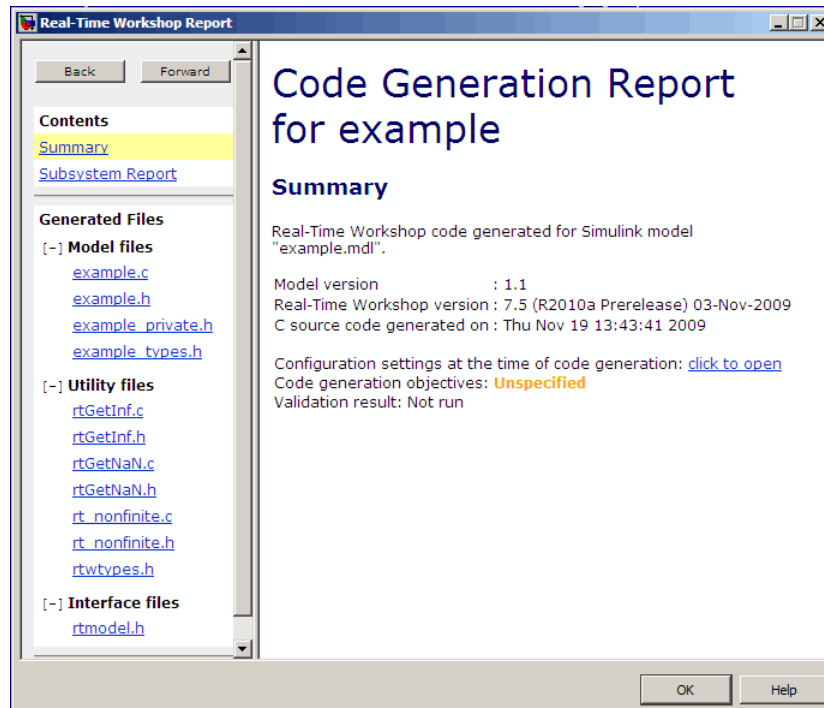 Real-Time Workshop Report
Back Forward
Contents
Summary
Subsystem Report
Generated Files
[-] Model files
example.c
example.h
example_private.h
example_types.h
[-] Utility files
rtGetInf.c
rtGetInf.h
rtGetNaN.c
rtGetNaN.h
rt_nonfinite.c
rt_nonfinite.h
rtwtypes.h
[-] Interface files
rtmodel.h
Code Generation Report
for example
Summary
Real-Time Workshop code generated for Simulink model
"example.mdl".
Model version : 1.1
Real-Time Workshop version : 7.5 (R2010a Prerelease) 03-Nov-2009
C source code generated on : Thu Nov 19 13:43:41 2009
Configuration settings at the time of code generation: click to open
Code generation objectives: Unspecified
Validation result: Not run
OK Help